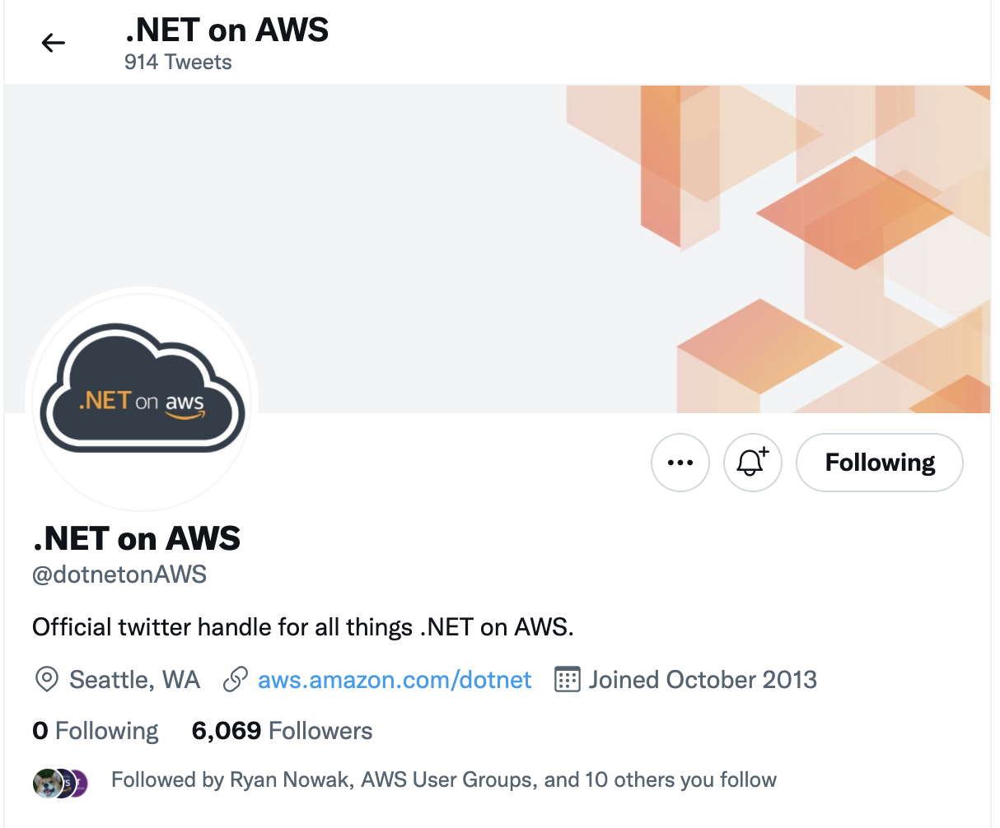 .NET on AWS
914 Tweets
.NET on aws
Following
.NET on AWS
@dotnetonAWS
Official twitter handle for all things .NET on AWS.
Seattle, WA aws.amazon.com/dotnet Joined October 2013
0 Following 6,069 Followers
Followed by Ryan Nowak, AWS User Groups, and 10 others you follow